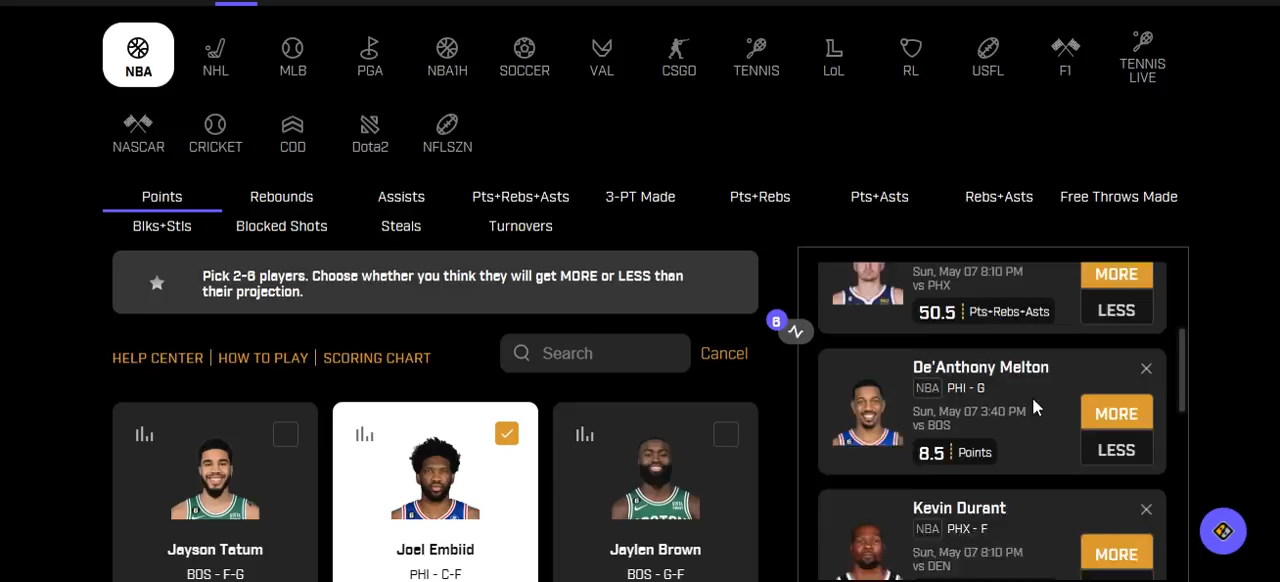 NBA NHL MLB PGA NBA1H SOCCER VAL CSGO TENNIS LoL RL USFL F1 TENNIS
LIVE
NASCAR CRICKET COD Dota2 NFLSZN
Points Rebounds Assists Pts+Rebs+Asts 3-PT Made Pts+Rebs Pts+Asts Rebs+Asts Free Throws Made
Blks+Stls Blocked Shots Steals Turnovers
Pick 2-6 players. Choose whether you think they will get MORE or LESS than
their projection.
HELP CENTER HOW TO PLAY SCORING CHART
Search Cancel
Jayson Tatum
BOS - F-G
Joel Embiid
PHI - C-F
Jaylen Brown
BOS - G-F
6
Sun, May 07 8:10 PM
vs PHX
50.5 Pts+Rebs+Asts
MORE
LESS
De'Anthony Melton
NBA PHI - G
Sun, May 07 3:40 PM
vs BOS
8.5 Points
MORE
LESS
Kevin Durant
NBA PHX - F
Sun, May 07 8:10 PM
vs DEN
MORE